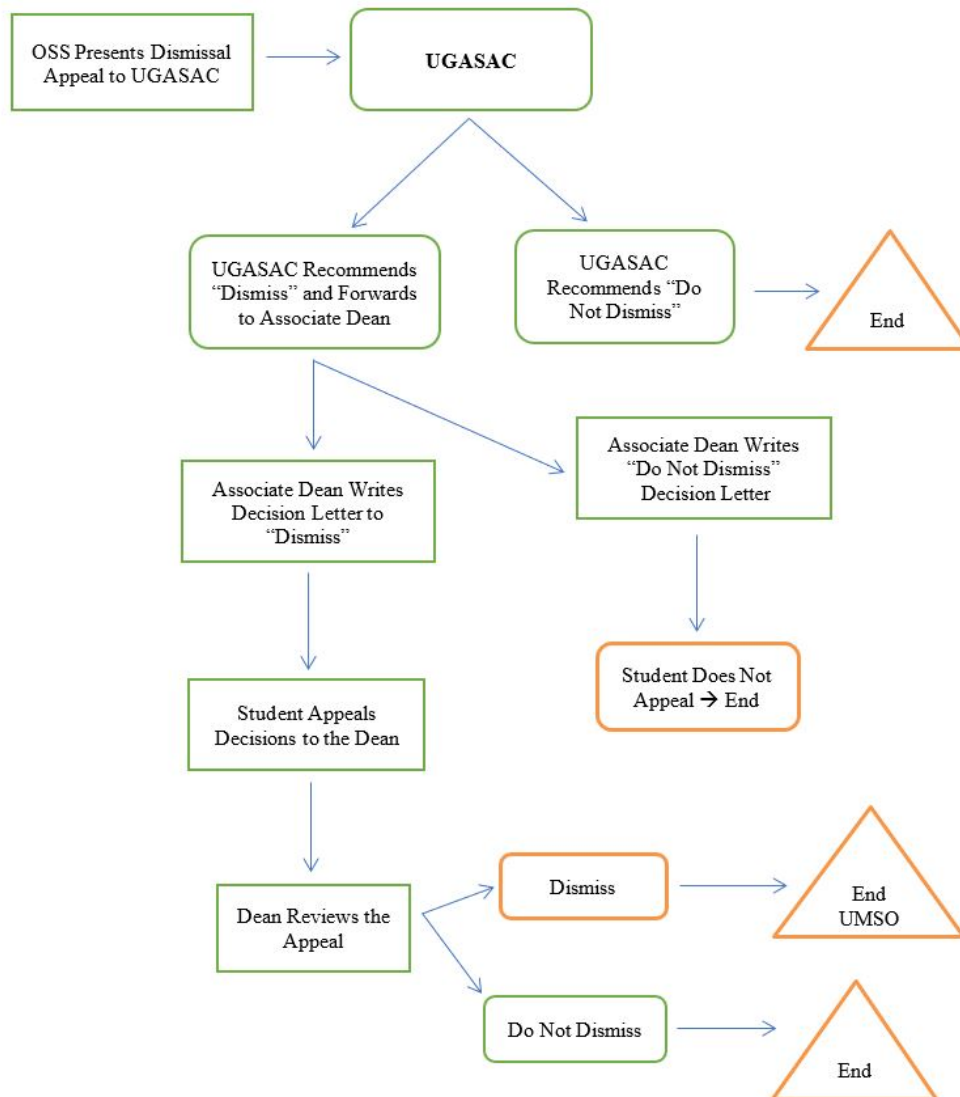 OSS Presents Dismissal
Appeal to UGASAC
UGASAC
UGASAC Recommends
“Dismiss” and Forwards
to Associate Dean
UGASAC
Recommends “Do
Not Dismiss”
End
Associate Dean Writes
Decision Letter to
“Dismiss”
Associate Dean Writes
“Do Not Dismiss”
Decision Letter
Student Appeals
Decisions to the Dean
Student Does Not
Appeal → End
Dean Reviews the
Appeal
Dismiss
End
UMSO
Do Not Dismiss
End